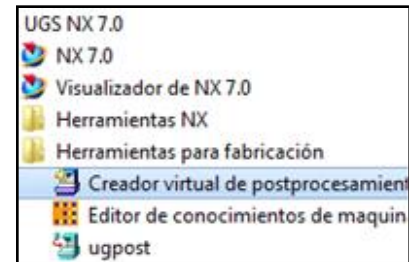 UGS NX 7.0
NX 7.0
Visualizador de NX 7.0
Herramientas NX
Herramientas para fabricación
Creador virtual de postprocesamient
Editor de conocimientos de maquin
ugpost